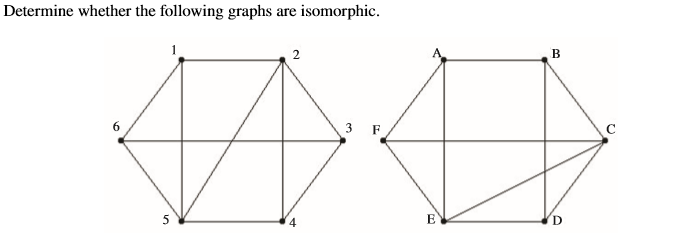 Determine whether the following graphs are isomorphic.
1 2 A B
6 3 F C
5 4 E D